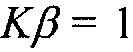 Kβ = 1